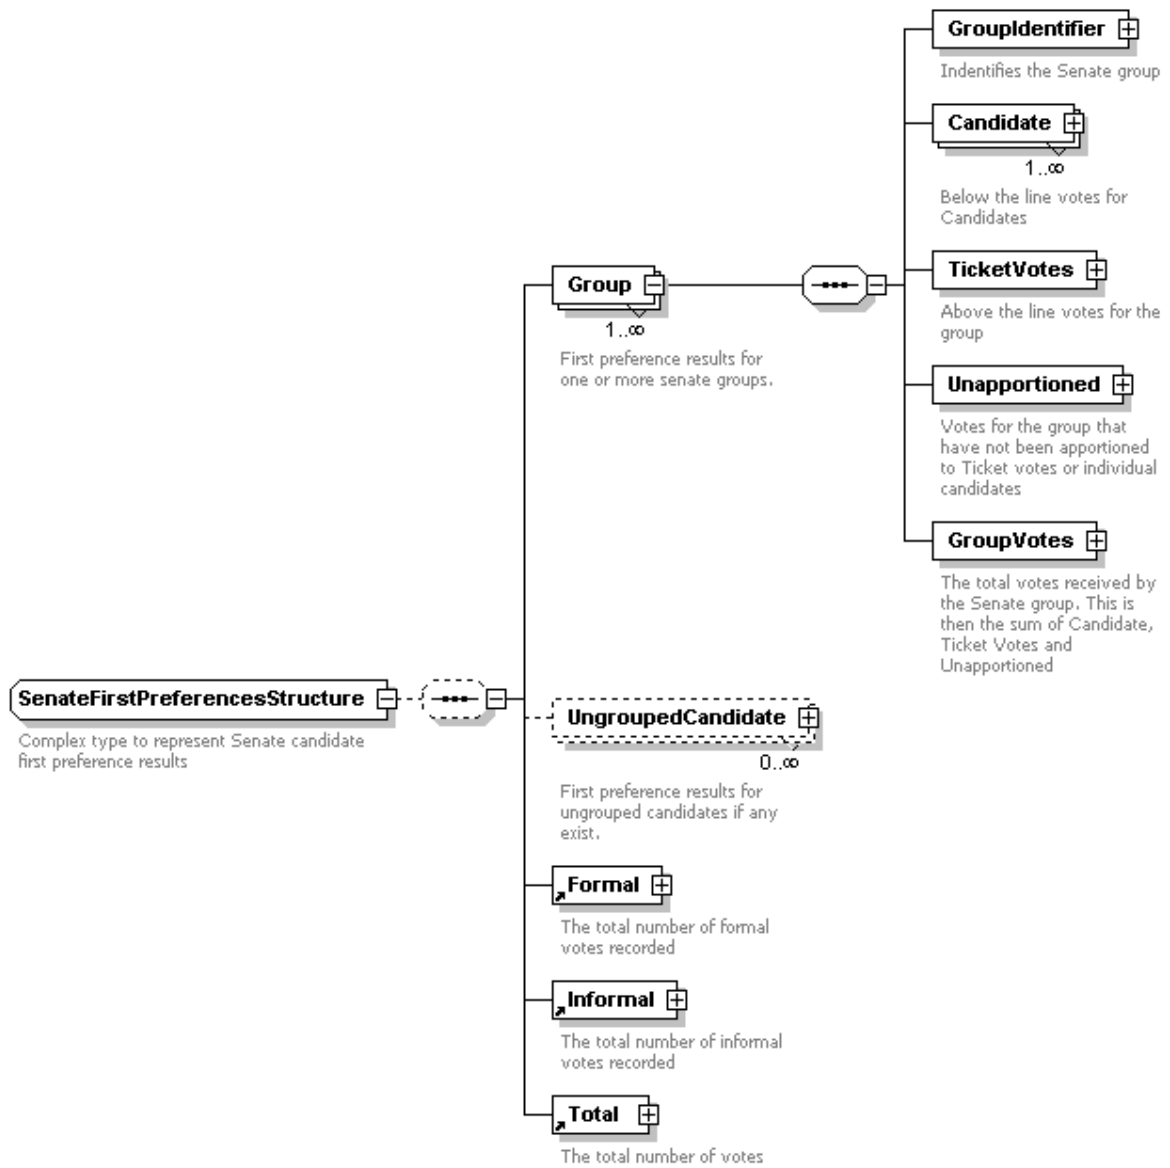 GroupIdentifier
Indentifies the Senate group
Candidate
1..∞
Below the line votes for
Candidates
TicketVotes
Above the line votes for the
group
Group
1..∞
First preference results for
one or more senate groups.
Unapportioned
Votes for the group that
have not been apportioned
to Ticket votes or individual
candidates
GroupVotes
The total votes received by
the Senate group. This is
then the sum of Candidate,
Ticket Votes and
Unapportioned
SenateFirstPreferencesStructure
Complex type to represent Senate candidate
first preference results
UngroupedCandidate
0..∞
First preference results for
ungrouped candidates if any
exist.
Formal
The total number of formal
votes recorded
Informal
The total number of informal
votes recorded
Total
The total number of votes